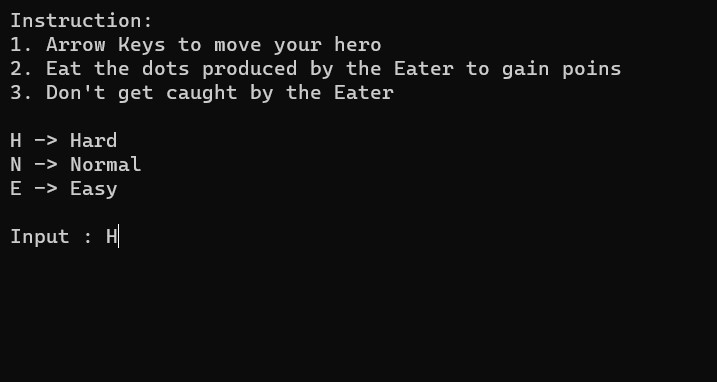 Instruction:
1. Arrow Keys to move your hero
2. Eat the dots produced by the Eater to gain poins
3. Don't get caught by the Eater
H -> Hard
N -> Normal
E -> Easy
Input : H